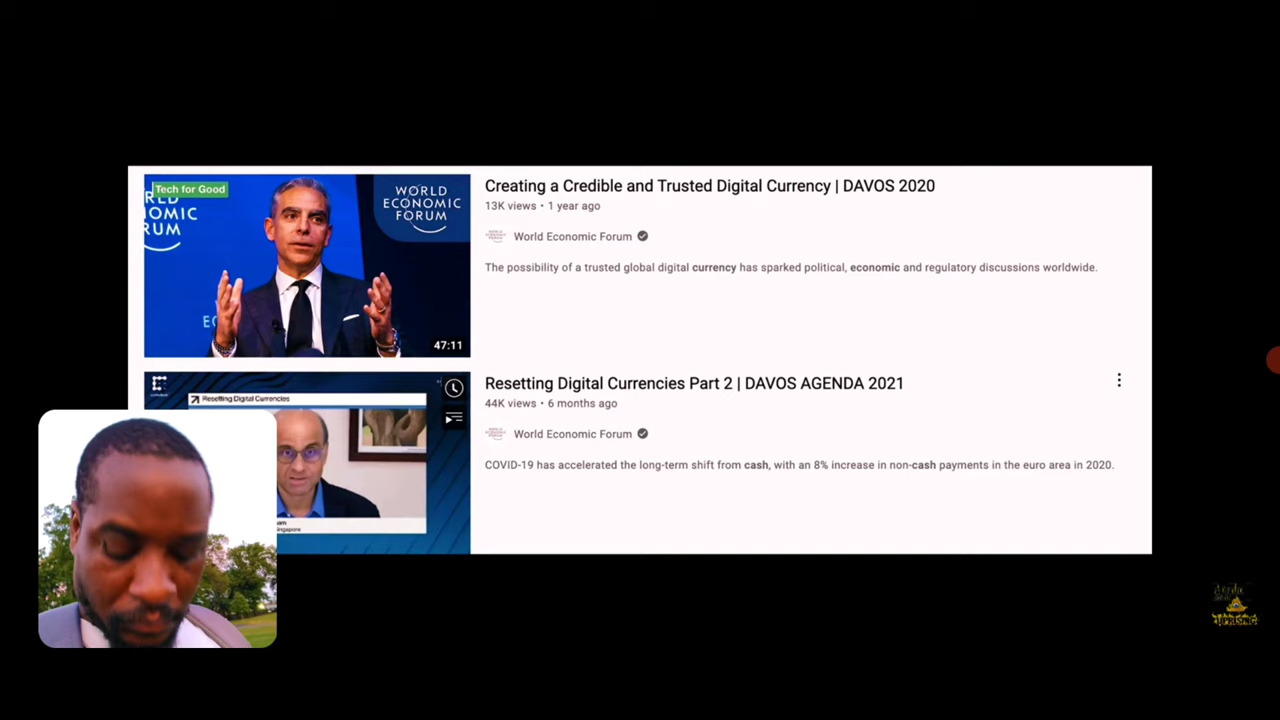 Tech for Good
WORLD
ECONOMIC
FORUM
47:11
Creating a Credible and Trusted Digital Currency | DAVOS 2020
13K views • 1 year ago
World Economic Forum
The possibility of a trusted global digital currency has sparked political, economic and regulatory discussions worldwide.
Resetting Digital Currencies
Resetting Digital Currencies Part 2 | DAVOS AGENDA 2021
44K views • 6 months ago
World Economic Forum
COVID-19 has accelerated the long-term shift from cash, with an 8% increase in non-cash payments in the euro area in 2020.
UPRISING